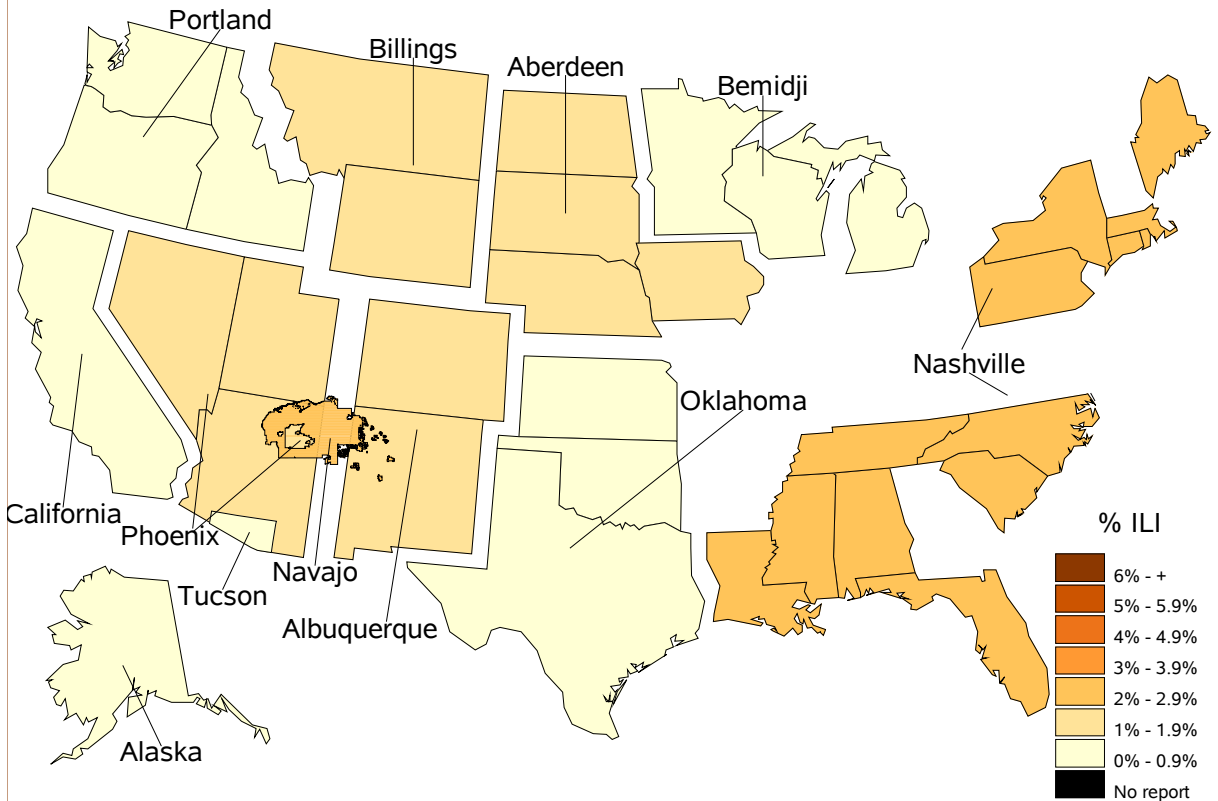 Portland
Billings
Aberdeen
Bemidji
Nashville
Oklahoma
California
Phoenix
Navajo
Tucson
Albuquerque
Alaska
% ILI
6% - +
5% - 5.9%
4% - 4.9%
3% - 3.9%
2% - 2.9%
1% - 1.9%
0% - 0.9%
No report